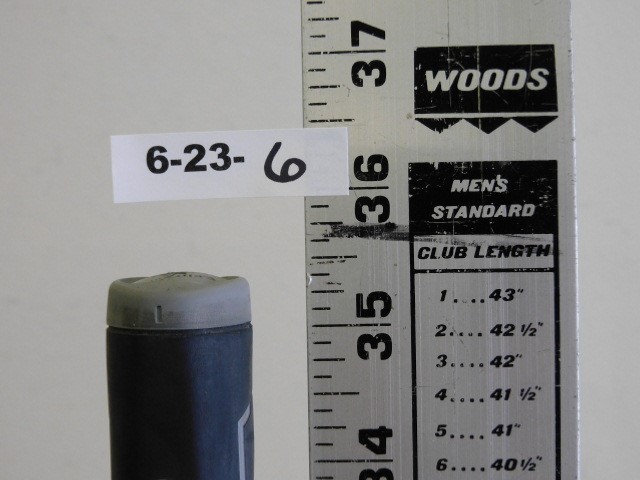 6-23-6
37
36
35
34
WOODS
MEN'S
STANDARD
CLUB LENGTH
1....43"
2....42 1/2"
3....42"
4....41 1/2"
5....41"
6....40 1/2"